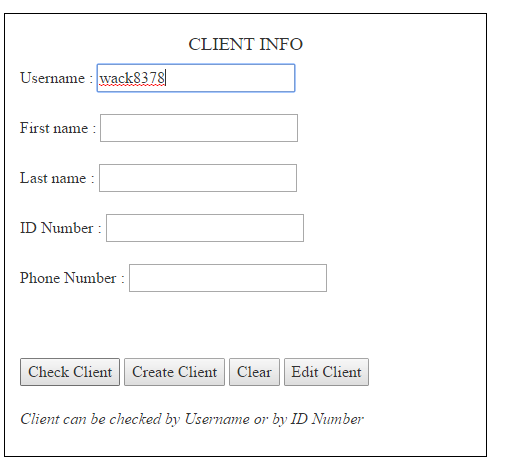 CLIENT INFO
Username : wack8378
First name :
Last name :
ID Number :
Phone Number :
Check Client Create Client Clear Edit Client
Client can be checked by Username or by ID Number